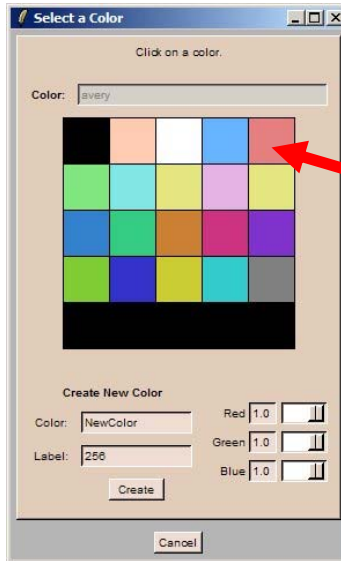 Select a Color
Click on a color.
Color: avery
Create New Color
Color: NewColor
Label: 256
Red 1.0
Green 1.0
Blue 1.0
Create
Cancel